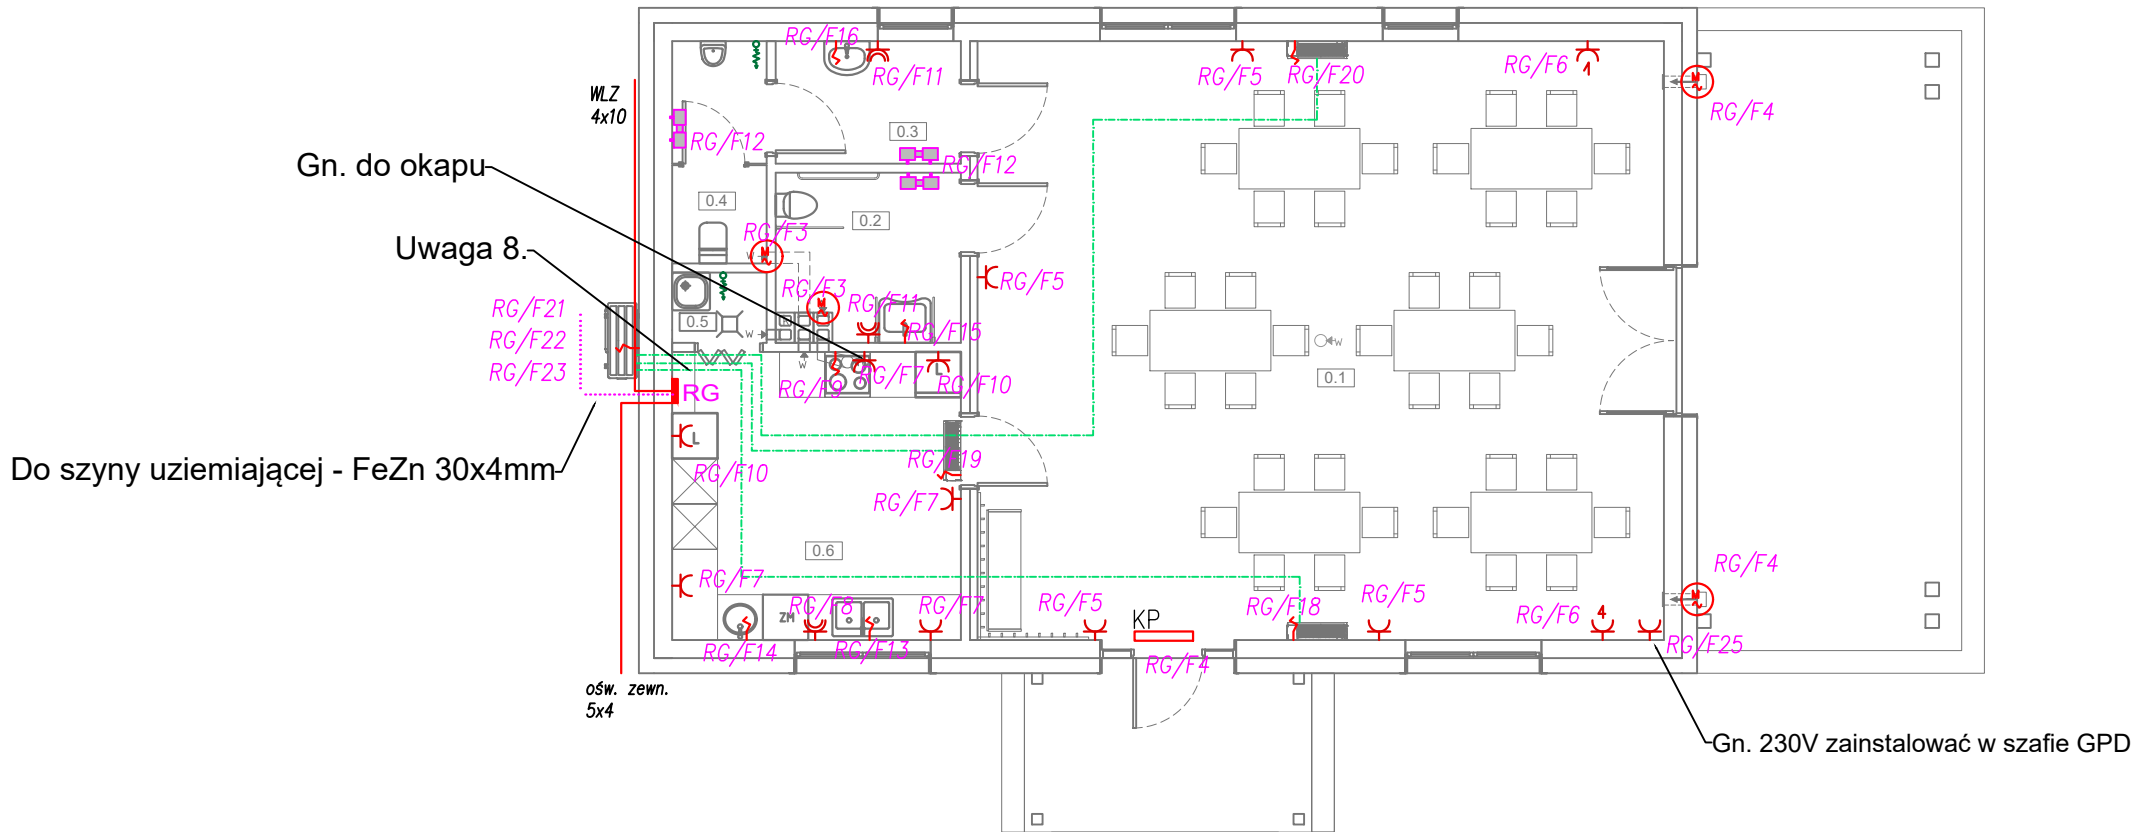 RG/F16
RG/F11
RG/F5
RG/F20
RG/F6
1
M
RG/F4
WLZ
4x10
RG/F12
0.3
RG/F12
Gn. do okapu
0.4
0.2
RG/F3
M
W
Uwaga 8.
RG/F5
RG/F3
M
RG/F11
RG/F21
RG/F22
RG/F23
0.5
W
RG/F15
W
W
0.1
RG/F9
RG/F7
L
RG/F10
RG
L
Do szyny uziemiającej - FeZn 30x4mm
RG/F10
RG/F19
RG/F7
0.6
RG/F7
RG/F4
M
RG/F8
RG/F7
RG/F5
RG/F18
RG/F5
RG/F6
4
ZM
KP
RG/F14
RG/F13
RG/F4
RG/F25
ośw. zewn.
5x4
Gn. 230V zainstalować w szafie GPD